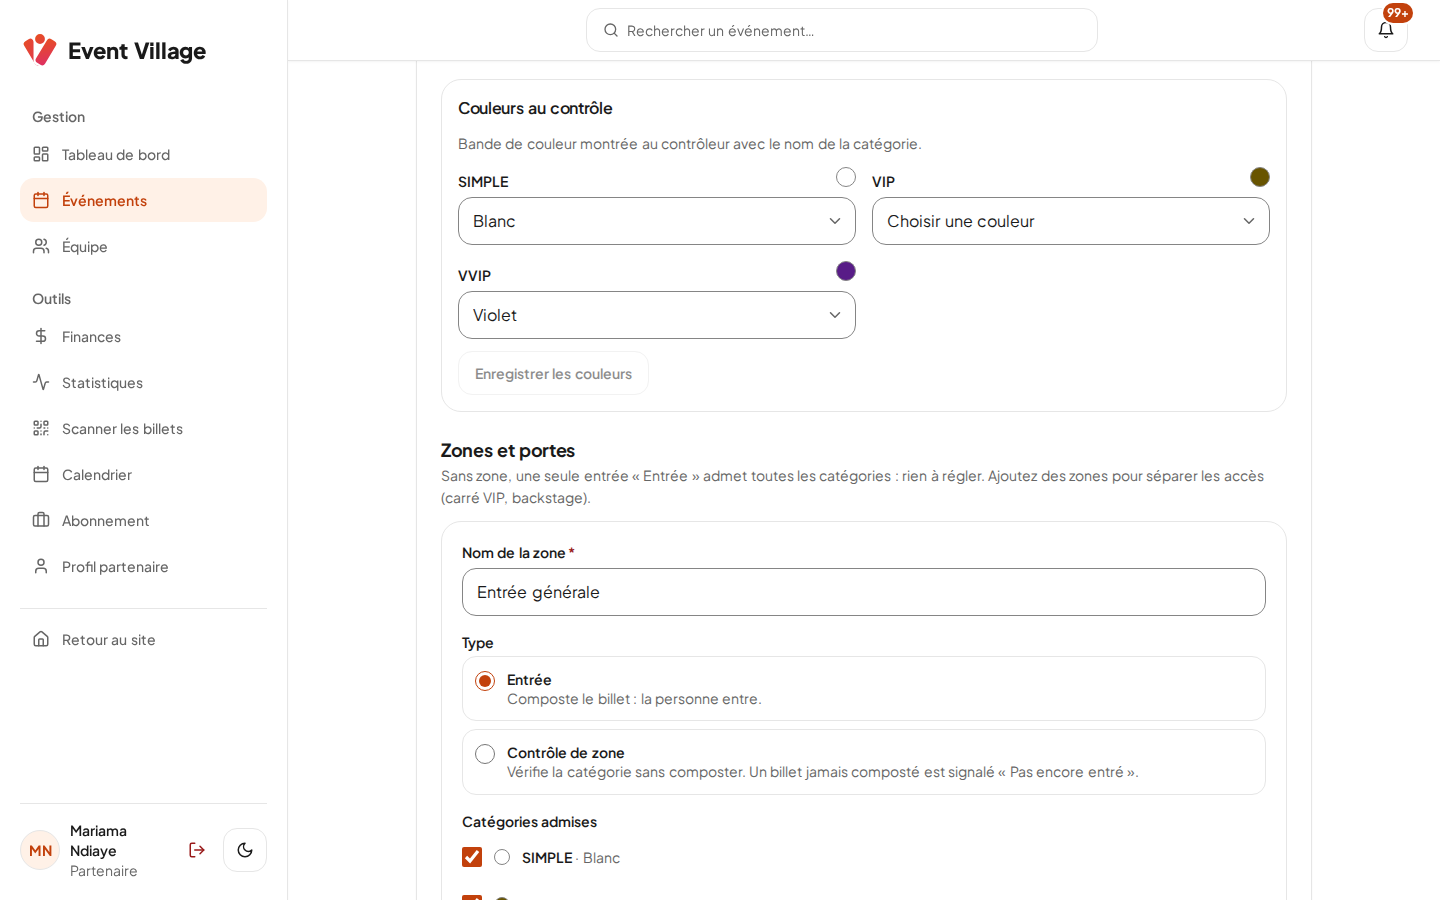 Event Village
Rechercher un événement...
99+
Gestion
Tableau de bord
Événements
Équipe
Outils
Finances
Statistiques
Scanner les billets
Calendrier
Abonnement
Profil partenaire
Retour au site
MN
Mariama Ndiaye
Partenaire
Couleurs au contrôle
Bande de couleur montrée au contrôleur avec le nom de la catégorie.
SIMPLE
Blanc
VIP
Choisir une couleur
VVIP
Violet
Enregistrer les couleurs
Zones et portes
Sans zone, une seule entrée « Entrée » admet toutes les catégories : rien à régler. Ajoutez des zones pour séparer les accès
(carré VIP, backstage).
Nom de la zone *
Entrée générale
Type
Entrée
Composte le billet : la personne entre.
Contrôle de zone
Vérifie la catégorie sans composter. Un billet jamais composté est signalé « Pas encore entré ».
Catégories admises
SIMPLE · Blanc